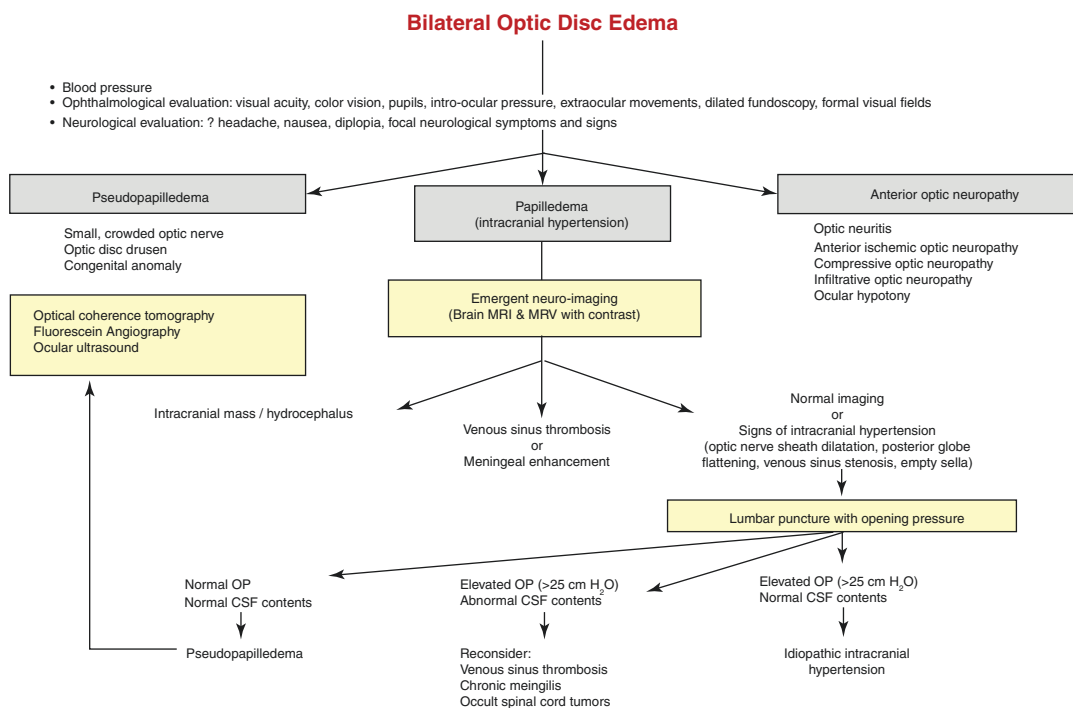 Bilateral Optic Disc Edema
• Blood pressure
• Ophthalmological evaluation: visual acuity, color vision, pupils, intro-ocular pressure, extraocular movements, dilated fundoscopy, formal visual fields
• Neurological evaluation: ? headache, nausea, diplopia, focal neurological symptoms and signs
Pseudopapilledema
Small, crowded optic nerve
Optic disc drusen
Congenital anomaly
Papilledema
(intracranial hypertension)
Anterior optic neuropathy
Optic neuritis
Anterior ischemic optic neuropathy
Compressive optic neuropathy
Infiltrative optic neuropathy
Ocular hypotony
Optical coherence tomography
Fluorescein Angiography
Ocular ultrasound
Emergent neuro-imaging
(Brain MRI & MRV with contrast)
Intracranial mass / hydrocephalus
Venous sinus thrombosis
or
Meningeal enhancement
Normal imaging
or
Signs of intracranial hypertension
(optic nerve sheath dilatation, posterior globe
flattening, venous sinus stenosis, empty sella)
Lumbar puncture with opening pressure
Normal OP
Normal CSF contents
Pseudopapilledema
Elevated OP (>25 cm H₂O)
Abnormal CSF contents
Reconsider:
Venous sinus thrombosis
Chronic meingilis
Occult spinal cord tumors
Elevated OP (>25 cm H₂O)
Normal CSF contents
Idiopathic intracranial
hypertension